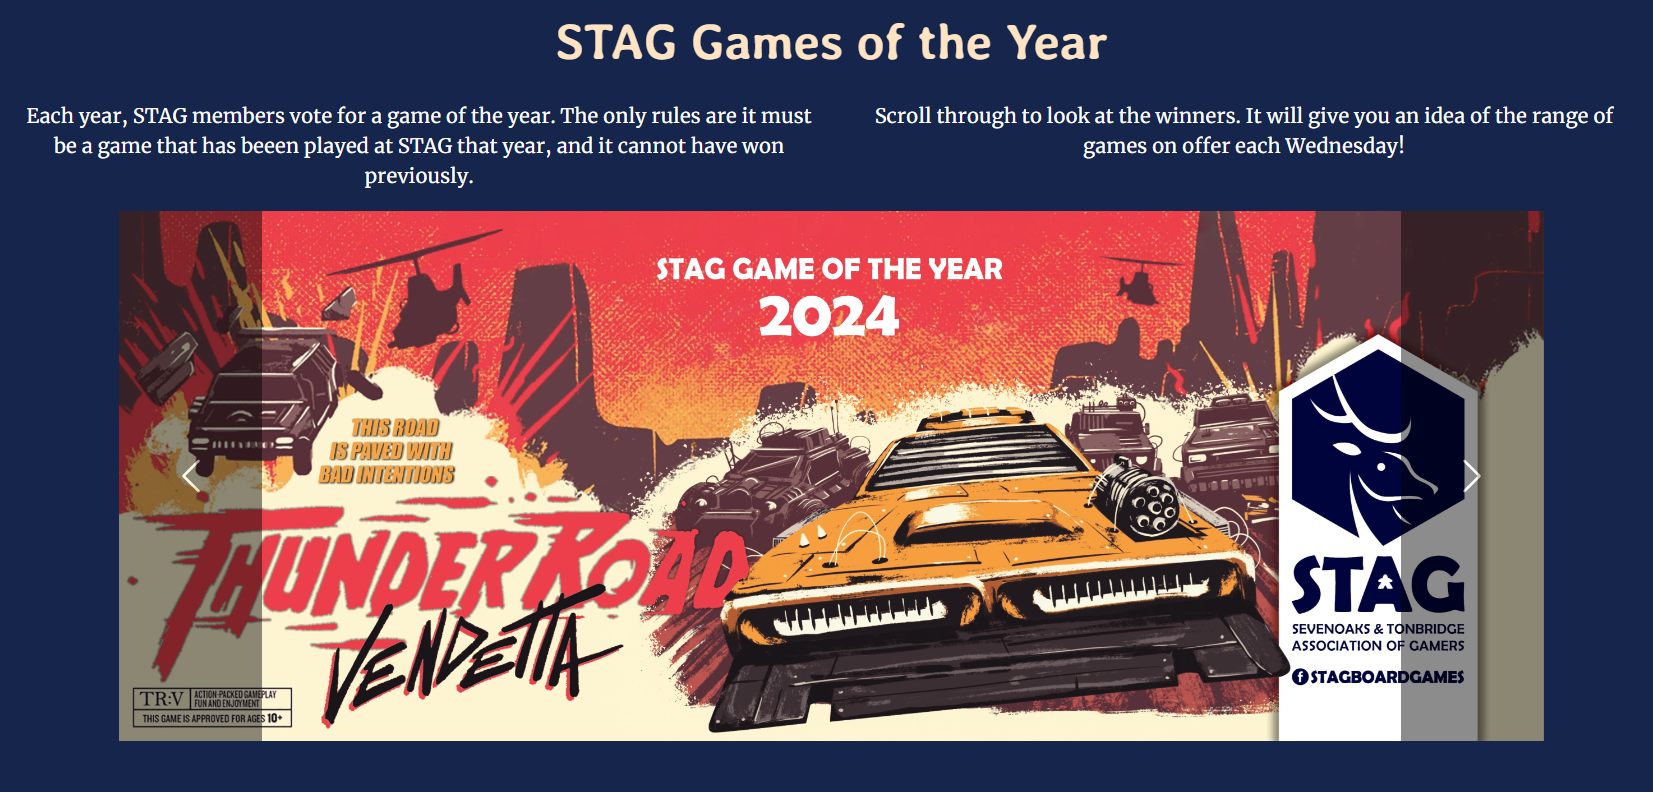 STAG Games of the Year
Each year, STAG members vote for a game of the year. The only rules are it must
be a game that has beeen played at STAG that year, and it cannot have won
previously.
Scroll through to look at the winners. It will give you an idea of the range of
games on offer each Wednesday!
STAG GAME OF THE YEAR
2024
THIS ROAD
IS PAVED WITH
BAD INTENTIONS
THUNDER ROAD
VENDETTA
TR:V
ACTION-PACKED GAMEPLAY
FUN AND ENJOYMENT
THIS GAME IS APPROVED FOR AGES 10+
STAG
SEVENOAKS & TONBRIDGE
ASSOCIATION OF GAMERS
f STAGBOARDGAMES